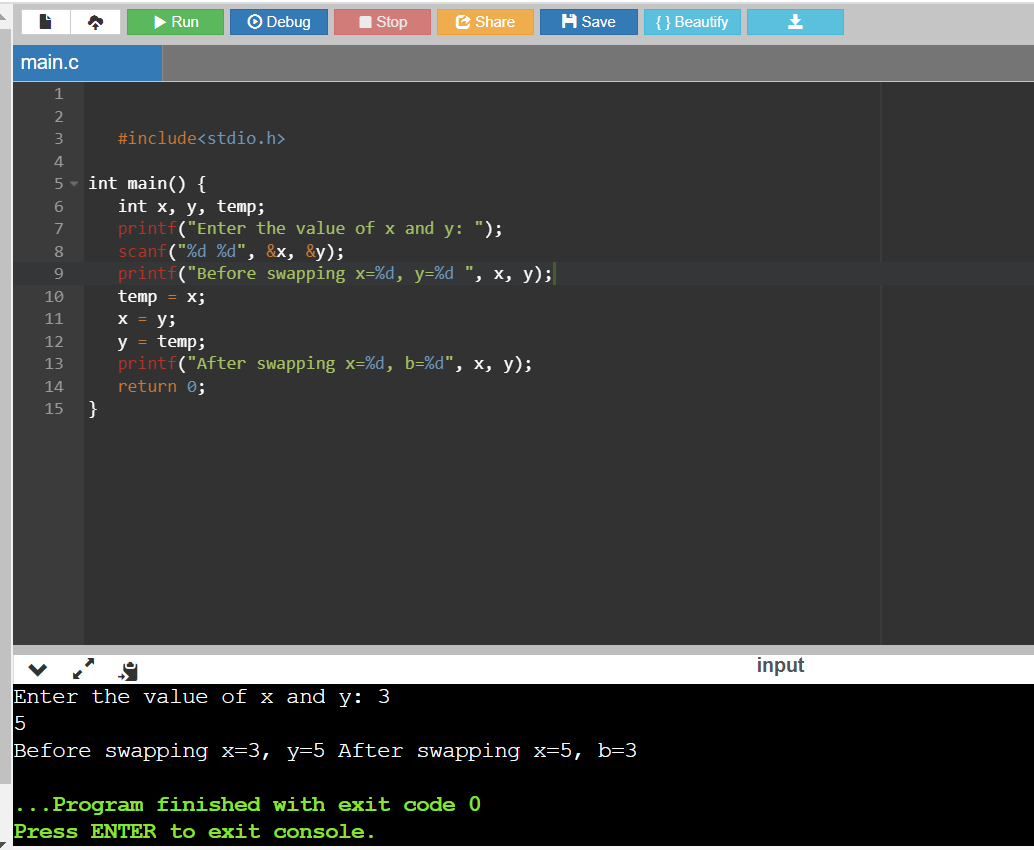 Run Debug Stop Share Save { } Beautify
main.c
1
2
3 #include<stdio.h>
4
5 int main() {
6 int x, y, temp;
7 printf("Enter the value of x and y: ");
8 scanf("%d %d", &x, &y);
9 printf("Before swapping x=%d, y=%d ", x, y);
10 temp = x;
11 x = y;
12 y = temp;
13 printf("After swapping x=%d, b=%d", x, y);
14 return 0;
15 }
input
Enter the value of x and y: 3
5
Before swapping x=3, y=5 After swapping x=5, b=3
...Program finished with exit code 0
Press ENTER to exit console.